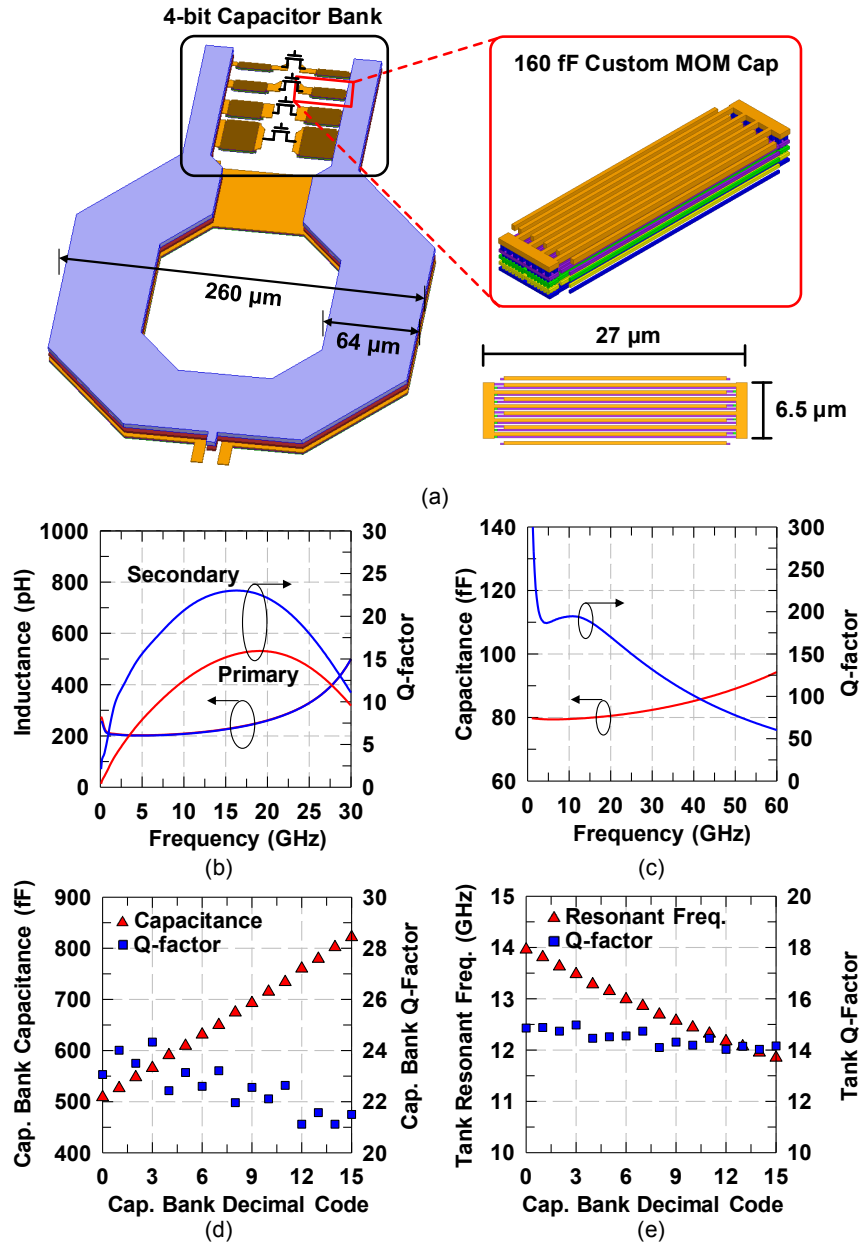 4-bit Capacitor Bank
160 fF Custom MOM Cap
260 µm
64 µm
27 µm
6.5 µm
(a)
1000
800
600
400
200
0
Inductance (pH)
30
25
20
15
10
5
0
Q-factor
Secondary
Primary
0 5 10 15 20 25 30
Frequency (GHz)
(b)
140
120
100
80
60
Capacitance (fF)
300
250
200
150
100
50
0
Q-factor
0 10 20 30 40 50 60
Frequency (GHz)
(c)
900
800
700
600
500
400
Cap. Bank Capacitance (fF)
Capacitance
Q-factor
30
28
26
24
22
20
Cap. Bank Q-Factor
0 3 6 9 12 15
Cap. Bank Decimal Code
(d)
15
14
13
12
11
10
Tank Resonant Freq. (GHz)
Resonant Freq.
Q-factor
20
18
16
14
12
10
Tank Q-Factor
0 3 6 9 12 15
Cap. Bank Decimal Code
(e)